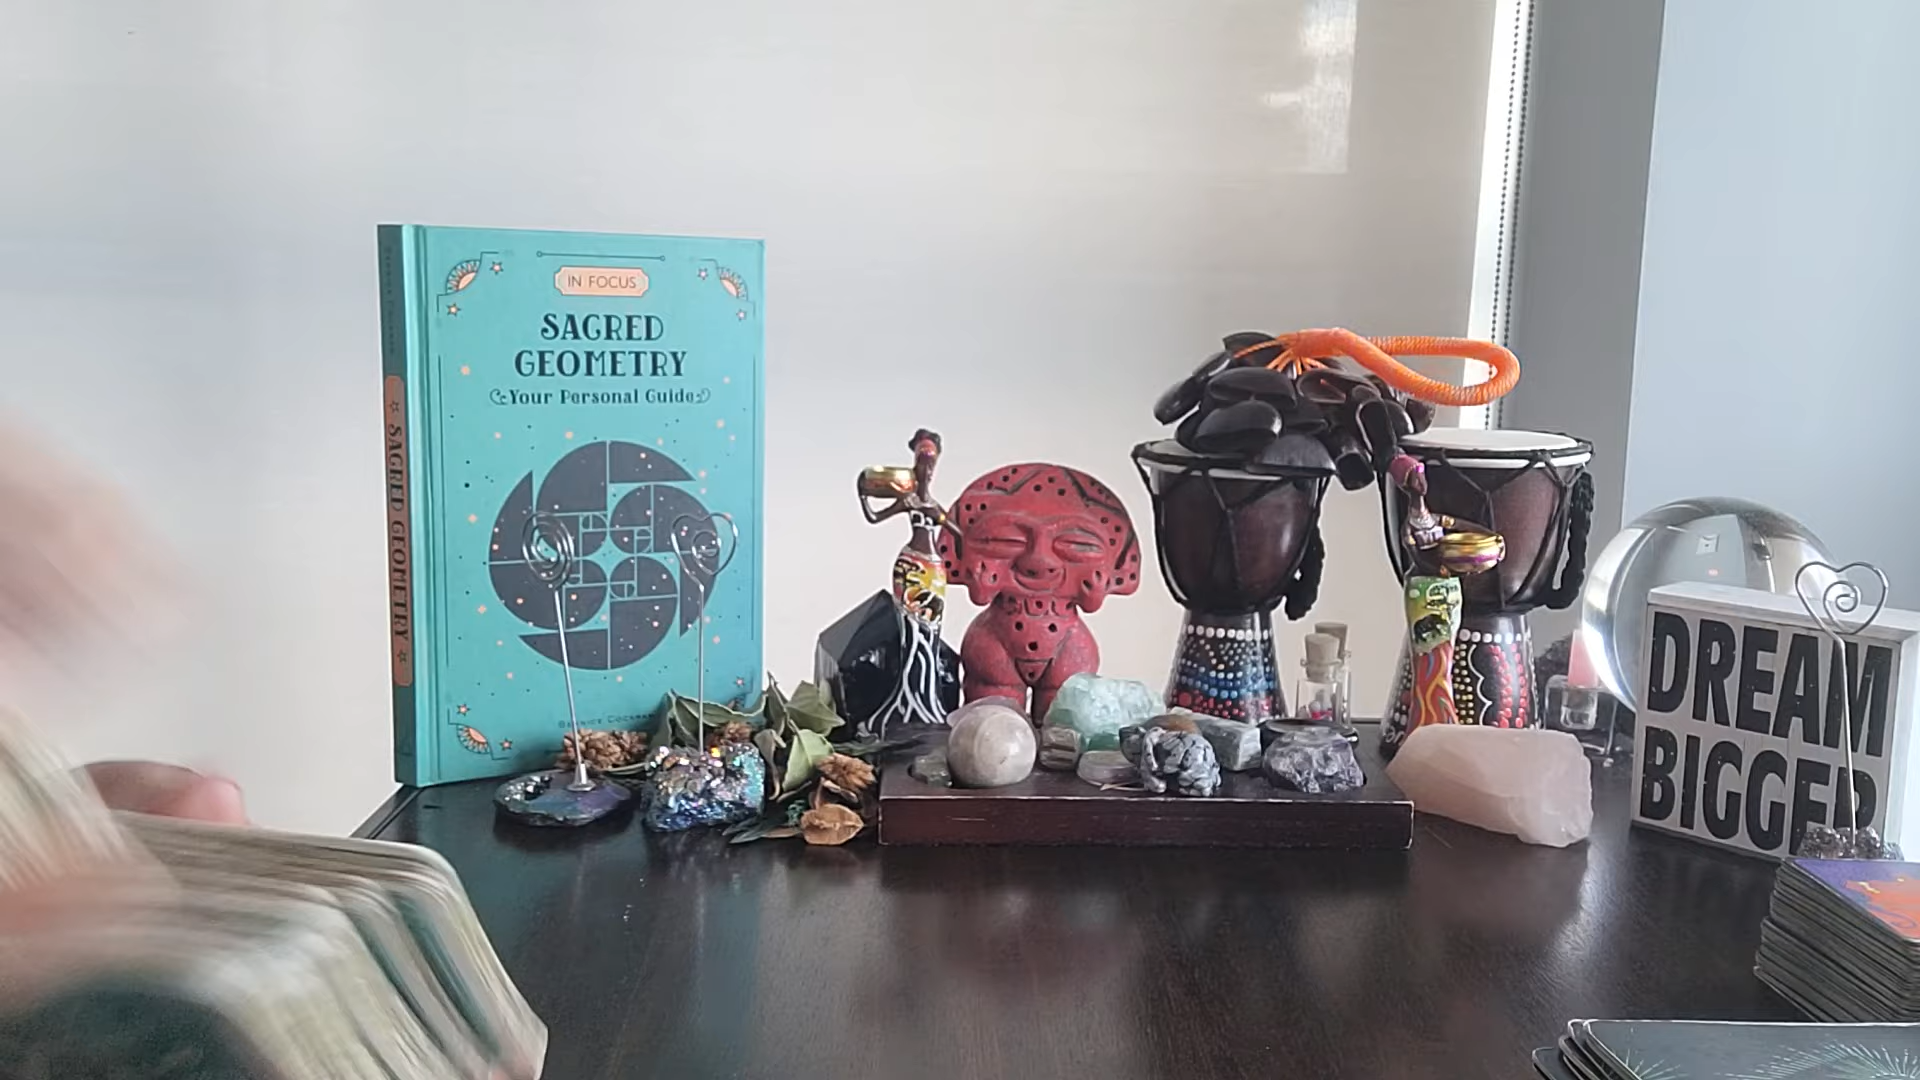 IN FOCUS
SACRED
GEOMETRY
Your Personal Guide
SACRED GEOMETRY
DREAM
BIGGER